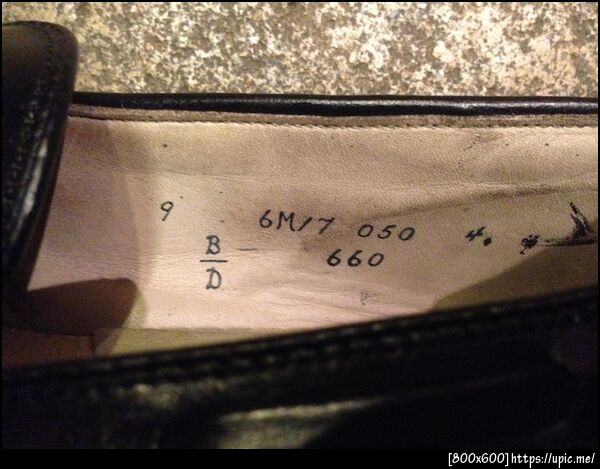 9 6M/7 050 4.
B 660
D
[800x600]https://upic.me/